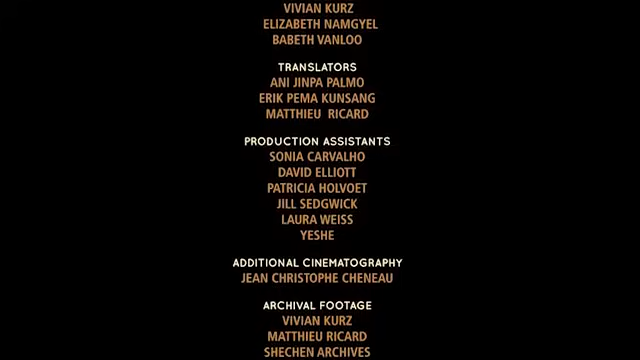 VIVIAN KURZ
ELIZABETH NAMGYEL
BABETH VANLOO
TRANSLATORS
ANI JINPA PALMO
ERIK PEMA KUNSANG
MATTHIEU RICARD
PRODUCTION ASSISTANTS
SONIA CARVALHO
DAVID ELLIOTT
PATRICIA HOLVOET
JILL SEDGWICK
LAURA WEISS
YESHE
ADDITIONAL CINEMATOGRAPHY
JEAN CHRISTOPHE CHENEAU
ARCHIVAL FOOTAGE
VIVIAN KURZ
MATTHIEU RICARD
SHECHEN ARCHIVES